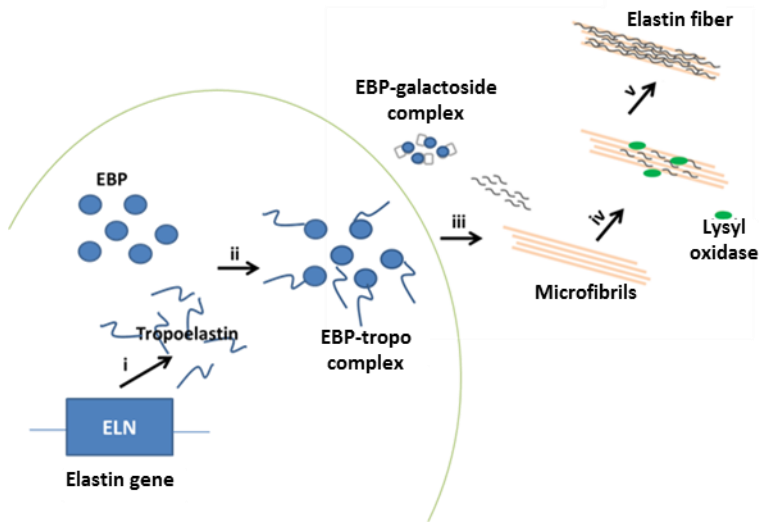 Elastin fiber
v
EBP-galactoside
complex
EBP
iii
iv
Lysyl
oxidase
ii
Microfibrils
Tropoelastin
EBP-tropo
complex
i
ELN
Elastin gene